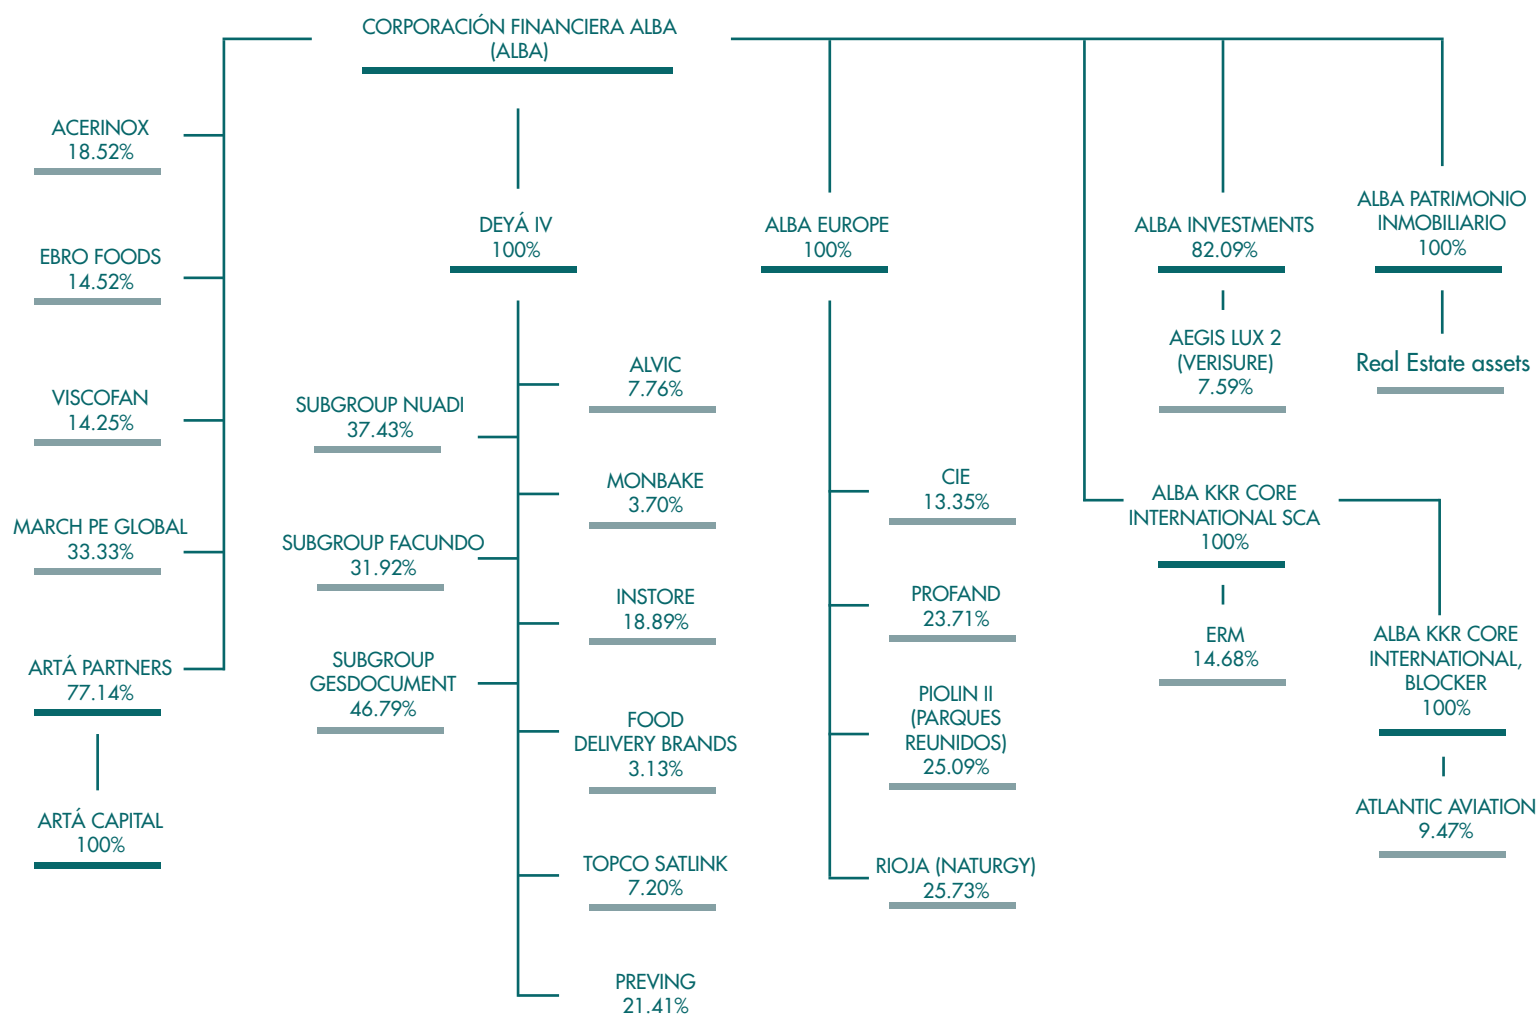 CORPORACIÓN FINANCIERA ALBA
(ALBA)
ACERINOX
18.52%
EBRO FOODS
14.52%
VISCOFAN
14.25%
MARCH PE GLOBAL
33.33%
ARTÁ PARTNERS
77.14%
ARTÁ CAPITAL
100%
DEYÁ IV
100%
SUBGROUP NUADI
37.43%
SUBGROUP FACUNDO
31.92%
SUBGROUP
GESDOCUMENT
46.79%
ALVIC
7.76%
MONBAKE
3.70%
INSTORE
18.89%
FOOD
DELIVERY BRANDS
3.13%
TOPCO SATLINK
7.20%
PREVING
21.41%
ALBA EUROPE
100%
CIE
13.35%
PROFAND
23.71%
PIOLIN II
(PARQUES
REUNIDOS)
25.09%
RIOJA (NATURGY)
25.73%
ALBA INVESTMENTS
82.09%
AEGIS LUX 2
(VERISURE)
7.59%
ALBA KKR CORE
INTERNATIONAL SCA
100%
ERM
14.68%
ALBA PATRIMONIO
INMOBILIARIO
100%
Real Estate assets
ALBA KKR CORE
INTERNATIONAL,
BLOCKER
100%
ATLANTIC AVIATION
9.47%